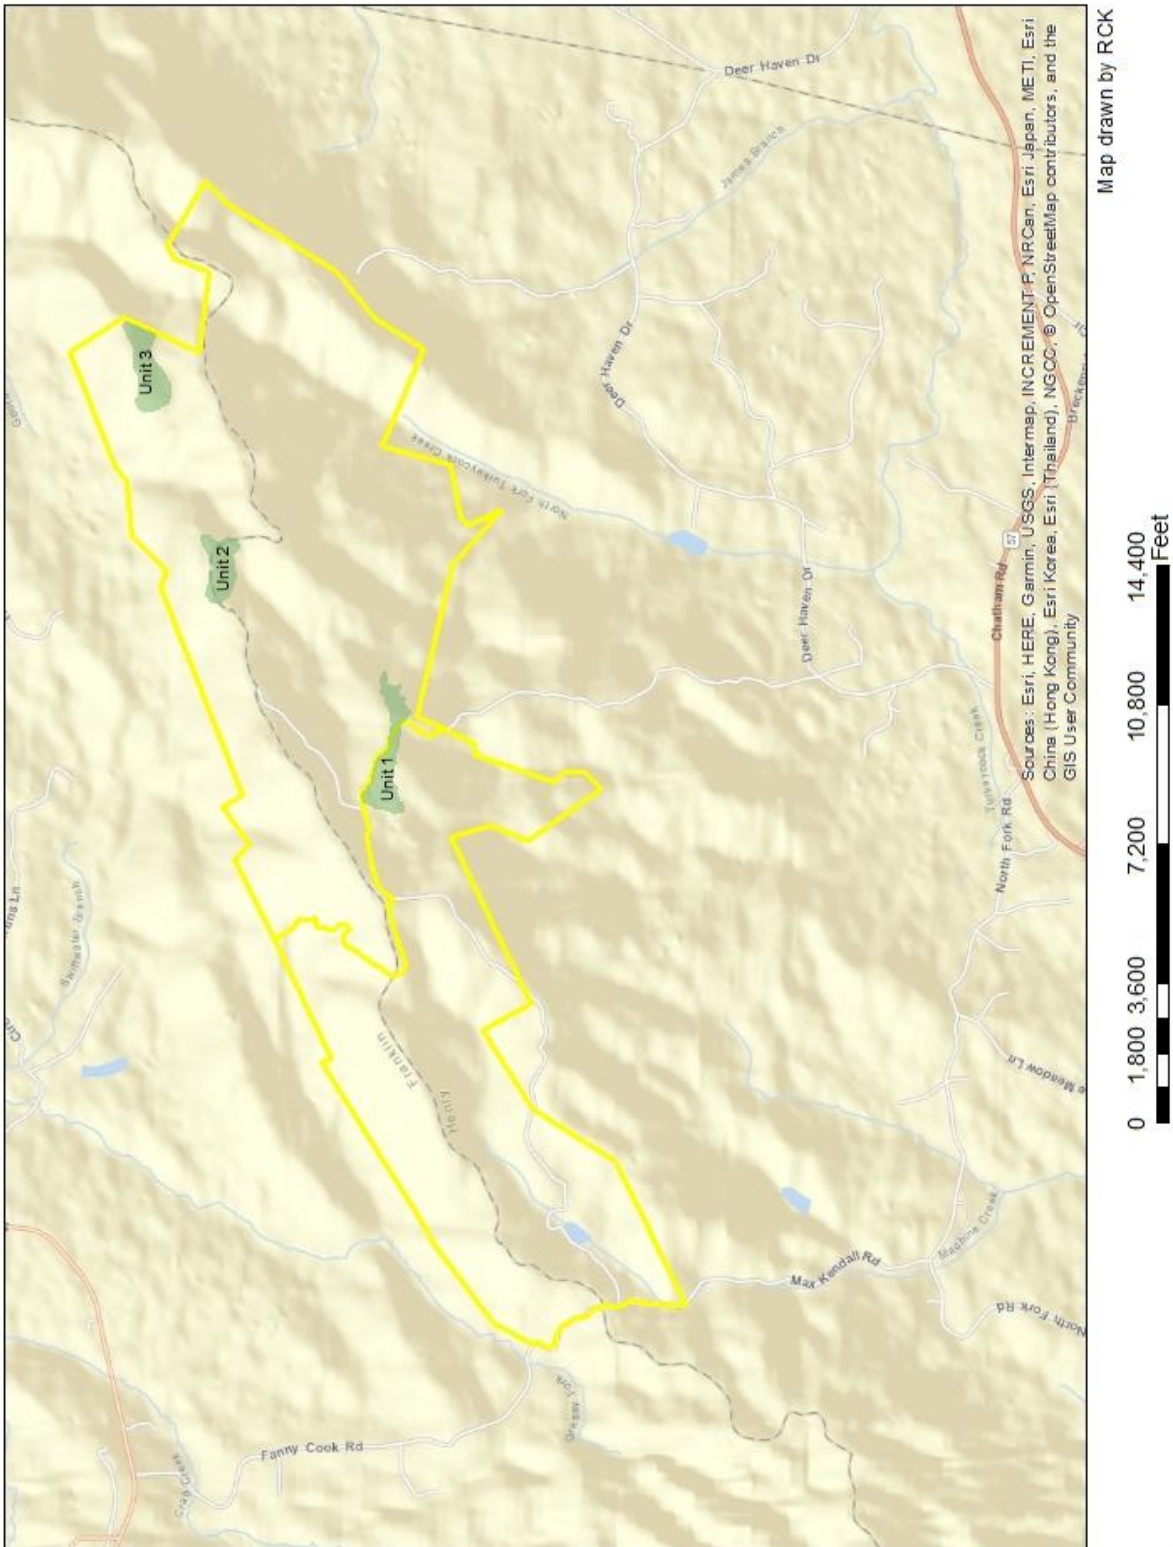 Unit 3
Unit 2
Unit 1
Deer Haven Dr
James Branch
Deer Haven Dr
North Fork Turkeycock Creek
Deer Haven Dr
57
Chatham Rd
Turkeycock Creek
North Fork Rd
Swirlwater Branch
Franklin
Henry
e Meadow Ln
Machine Creek
Max Kendall Rd
North Fork Rd
Fanny Cook Rd
Sources: Esri, HERE, Garmin, USGS, Intermap, INCREMENT P, NRCan, Esri Japan, METI, Esri
China (Hong Kong), Esri Korea, Esri (Thailand), NGCC, © OpenStreetMap contributors, and the
GIS User Community
Map drawn by RCK
0 1,800 3,600 7,200 10,800 14,400
Feet